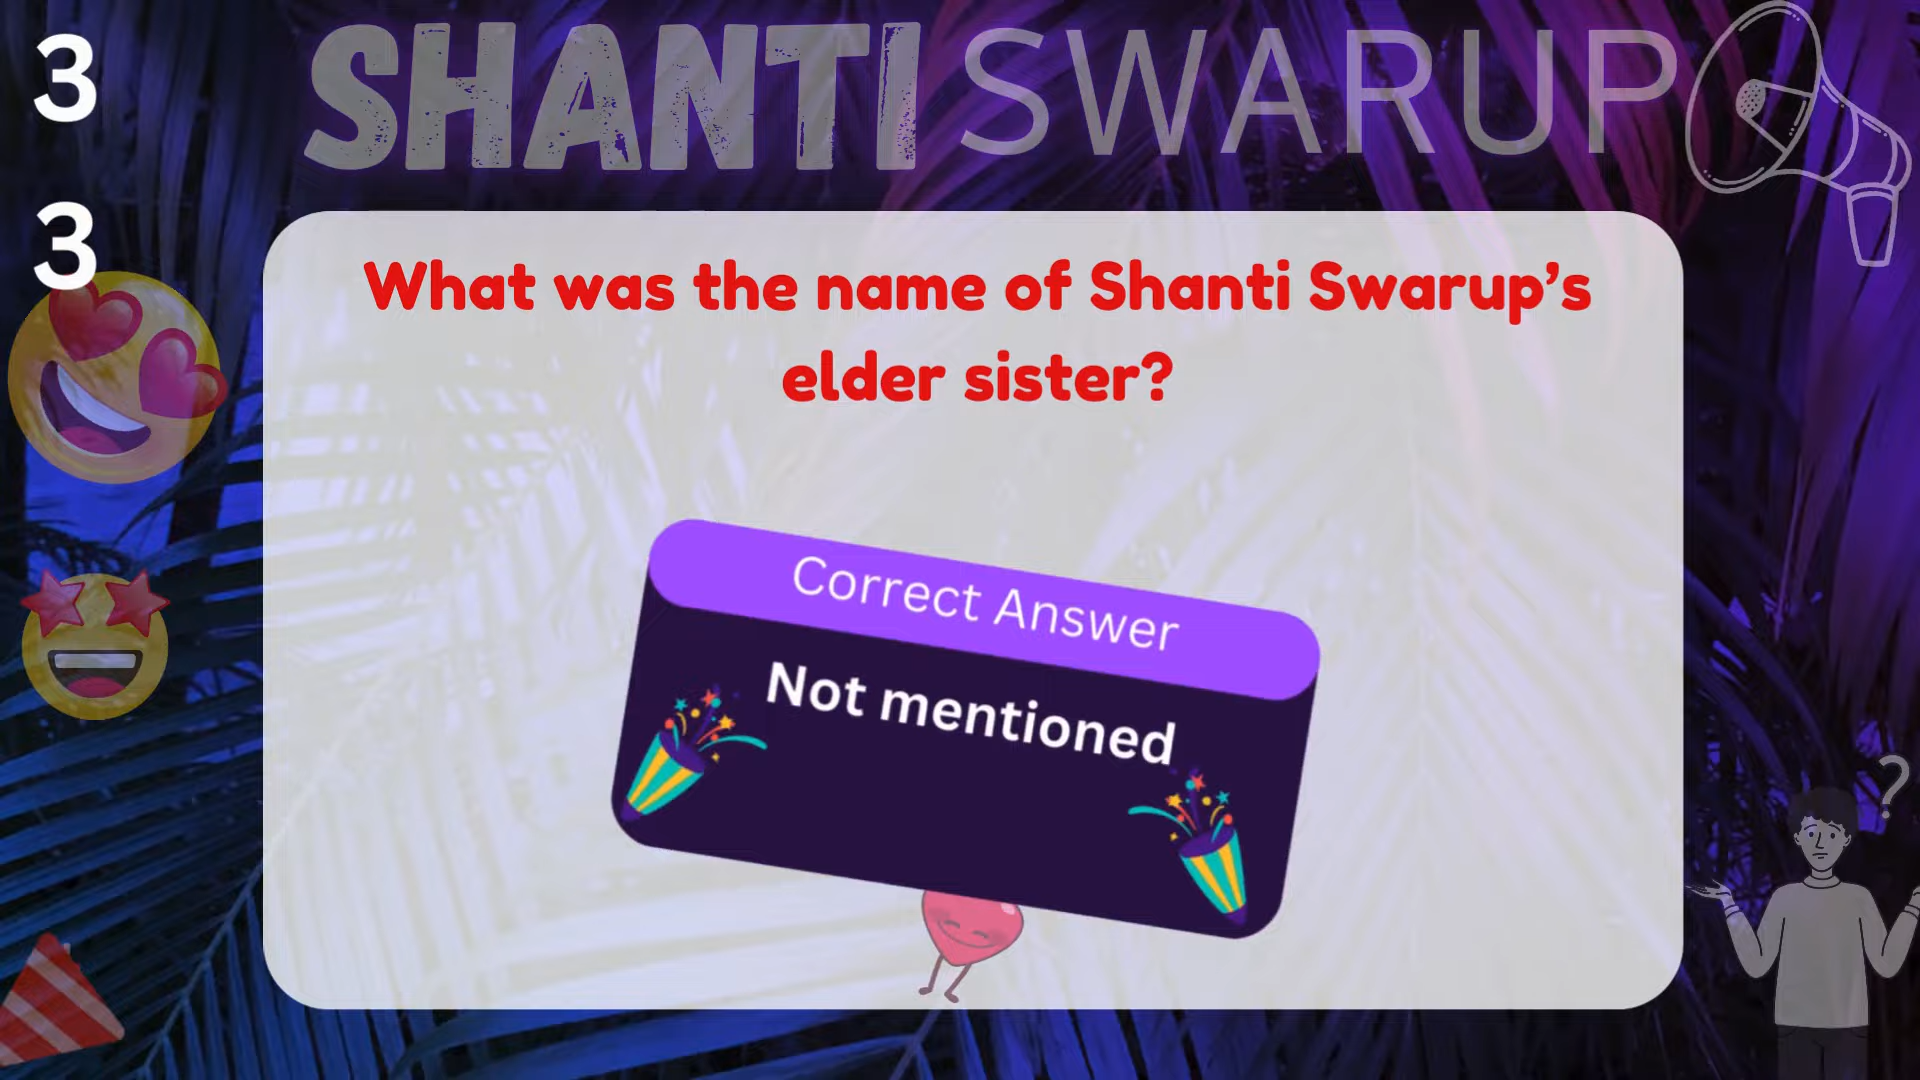 3
SHANTI SWARUP
3
What was the name of Shanti Swarup’s
elder sister?
Correct Answer
Not mentioned
?